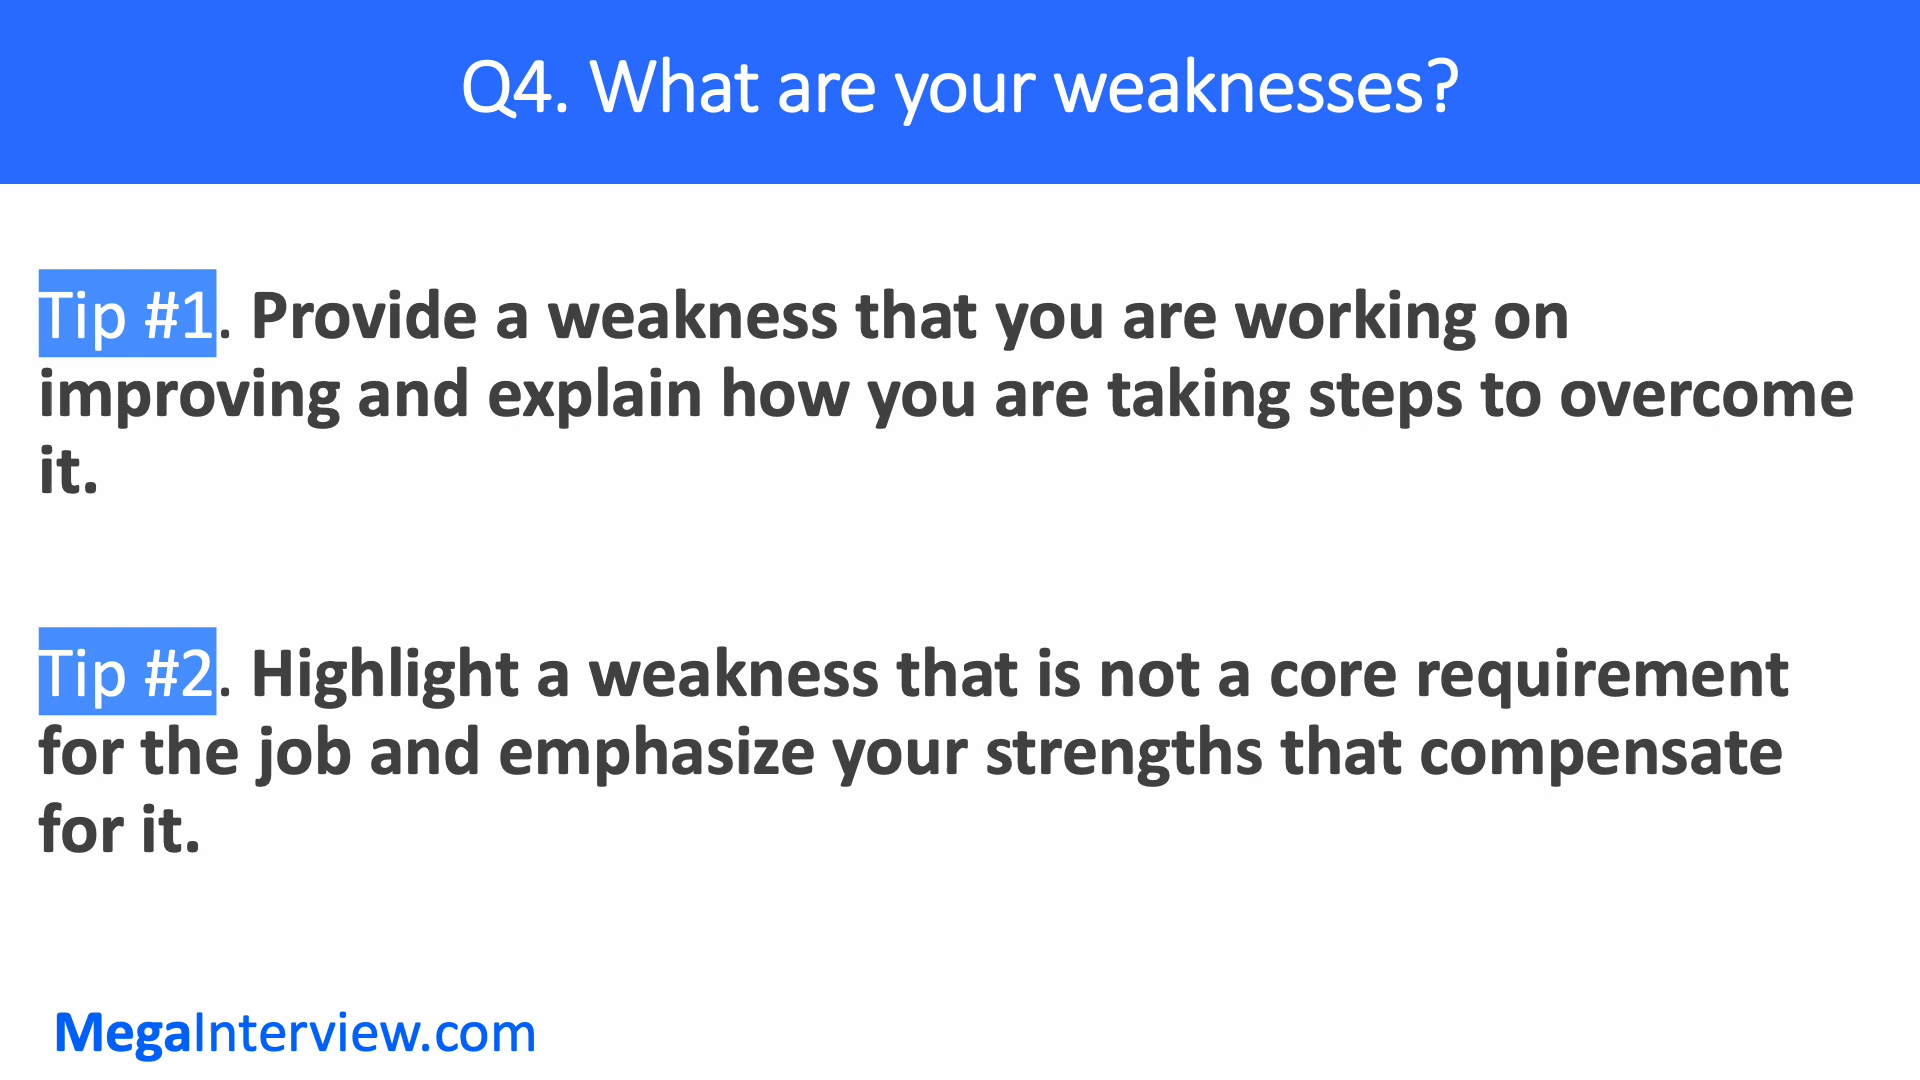 Q4. What are your weaknesses?
Tip #1. Provide a weakness that you are working on
improving and explain how you are taking steps to overcome
it.
Tip #2. Highlight a weakness that is not a core requirement
for the job and emphasize your strengths that compensate
for it.
MegaInterview.com